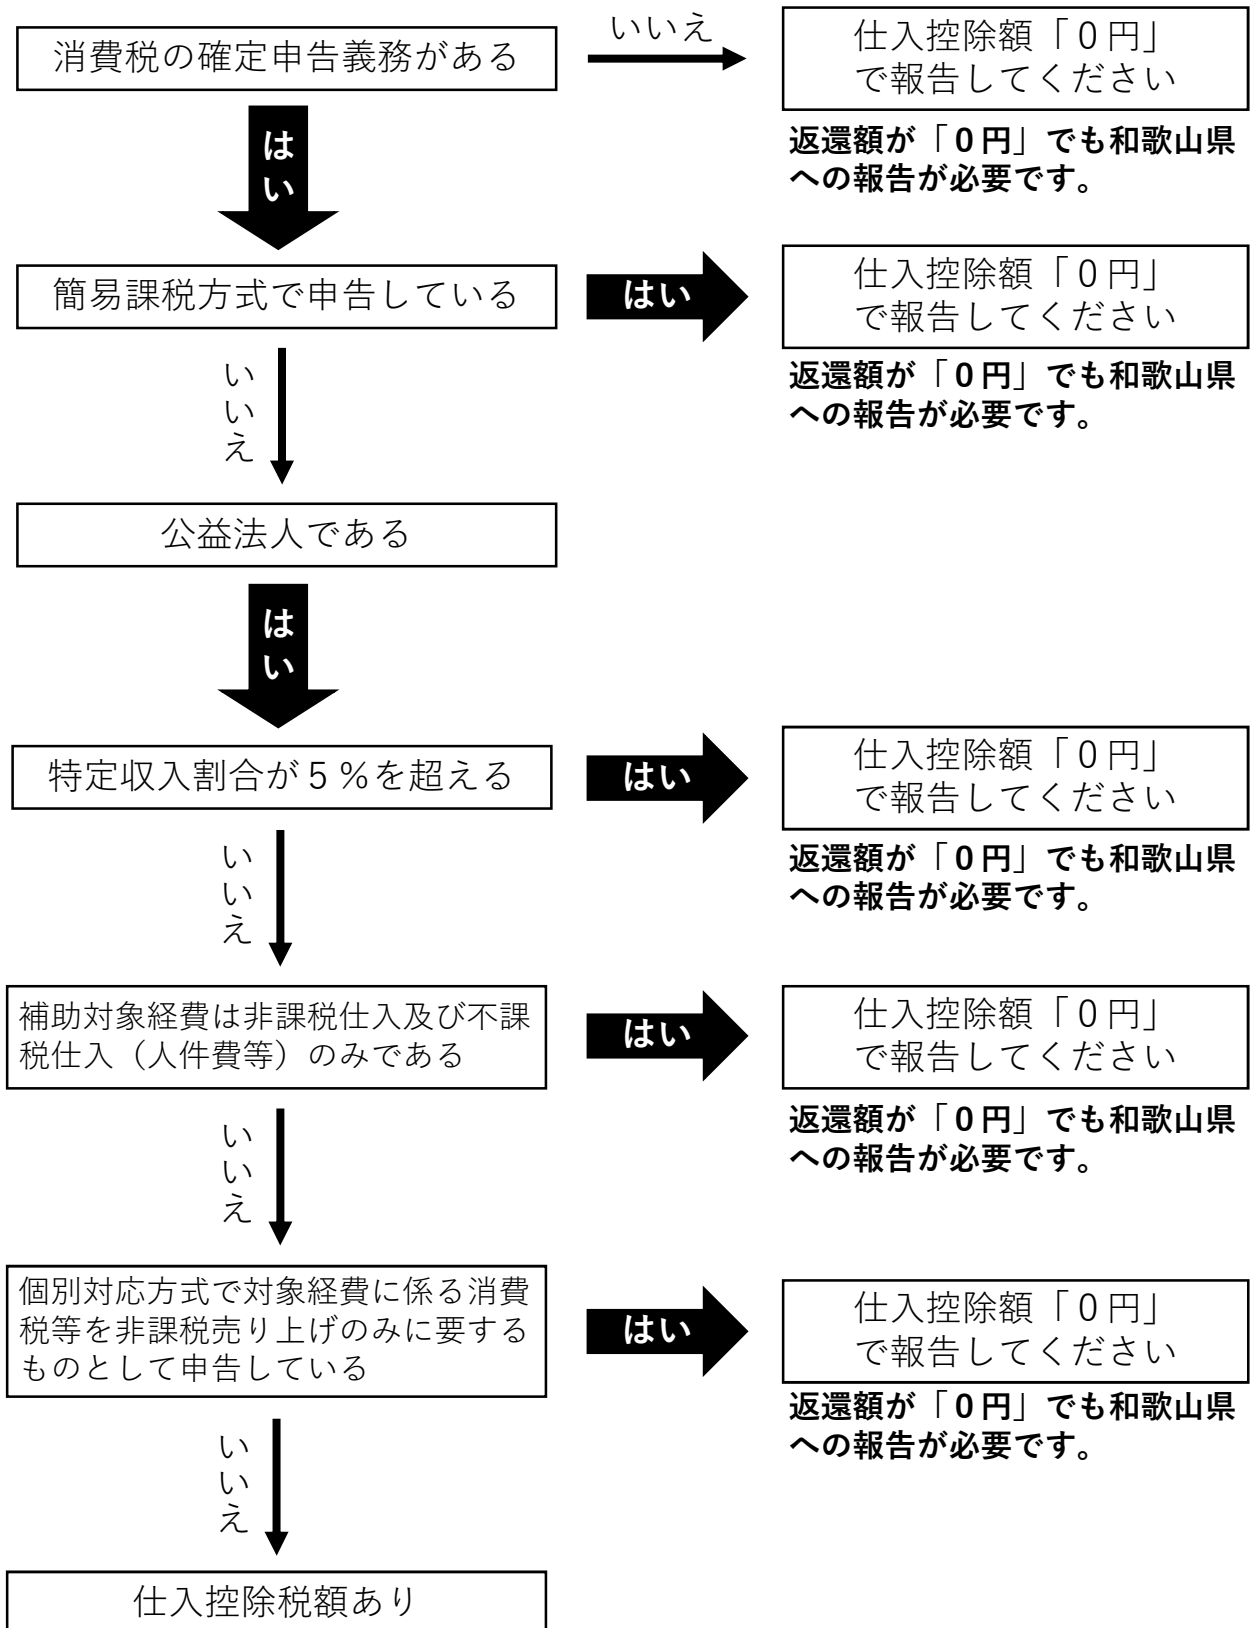 消費税の確定申告義務がある
いいえ
仕入控除額「０円」
で報告してください
返還額が「０円」でも和歌山県
への報告が必要です。
はい
簡易課税方式で申告している
はい
仕入控除額「０円」
で報告してください
返還額が「０円」でも和歌山県
への報告が必要です。
いいえ
公益法人である
はい
特定収入割合が５％を超える
はい
仕入控除額「０円」
で報告してください
返還額が「０円」でも和歌山県
への報告が必要です。
いいえ
補助対象経費は非課税仕入及び不課
税仕入（人件費等）のみである
はい
仕入控除額「０円」
で報告してください
返還額が「０円」でも和歌山県
への報告が必要です。
いいえ
個別対応方式で対象経費に係る消費
税等を非課税売り上げのみに要する
ものとして申告している
はい
仕入控除額「０円」
で報告してください
返還額が「０円」でも和歌山県
への報告が必要です。
いいえ
仕入控除税額あり